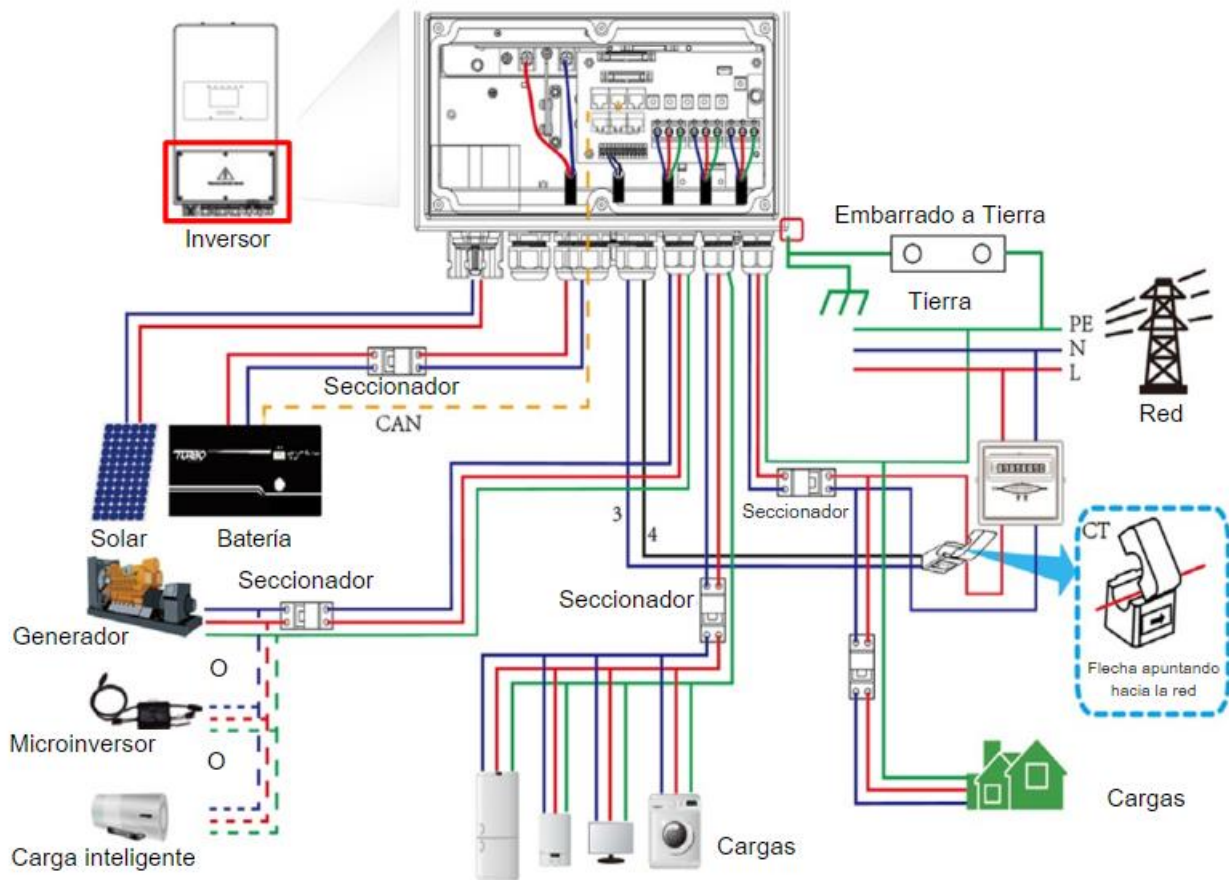 Inversor
Embarrado a Tierra
Tierra
PE
N
L
Red
Seccionador
CAN
TURBO
Solar
Batería
3
4
Seccionador
CT
Flecha apuntando
hacia la red
Seccionador
Generador
Seccionador
O
Microinversor
O
Carga inteligente
Cargas
Cargas